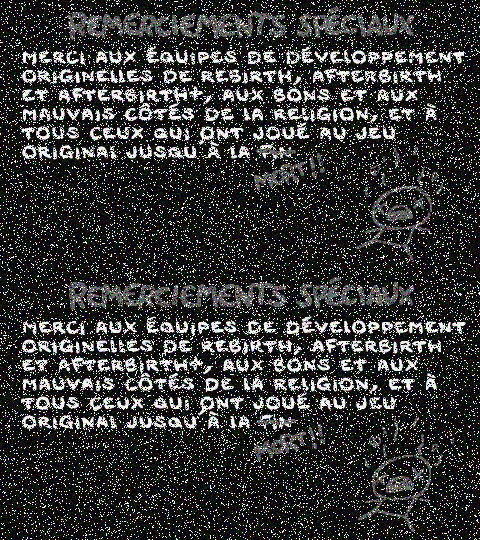 REMERCIEMENTS SPÉCIAUX
MERCI AUX ÉQUIPES DE DÉVELOPPEMENT
ORIGINELLES DE REBIRTH, AFTERBIRTH
ET AFTERBIRTH+, AUX BONS ET AUX
MAUVAIS CÔTÉS DE LA RELIGION, ET À
TOUS CEUX QUI ONT JOUÉ AU JEU
ORIGINAL JUSQU'À LA FIN.
MERCI!!
REMERCIEMENTS SPÉCIAUX
MERCI AUX ÉQUIPES DE DÉVELOPPEMENT
ORIGINELLES DE REBIRTH, AFTERBIRTH
ET AFTERBIRTH+, AUX BONS ET AUX
MAUVAIS CÔTÉS DE LA RELIGION, ET À
TOUS CEUX QUI ONT JOUÉ AU JEU
ORIGINAL JUSQU'À LA FIN.
MERCI!!